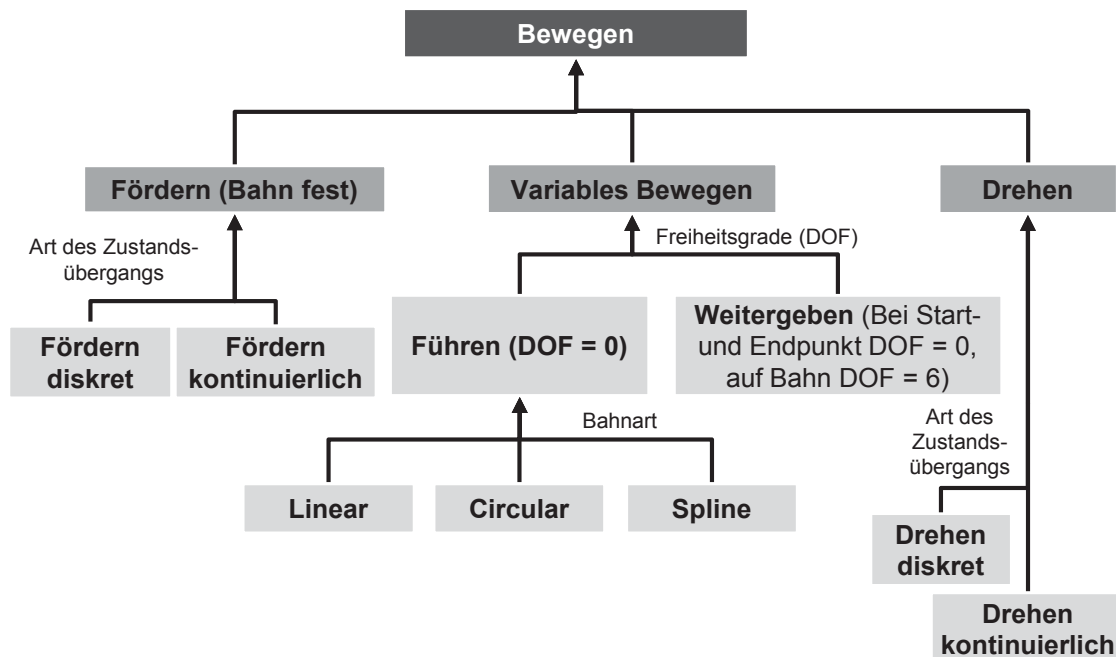 Bewegen
Fördern (Bahn fest)
Variables Bewegen
Drehen
Art des Zustands-
übergangs
Freiheitsgrade (DOF)
Fördern
diskret
Fördern
kontinuierlich
Führen (DOF = 0)
Weitergeben (Bei Start-
und Endpunkt DOF = 0,
auf Bahn DOF = 6)
Bahnart
Linear
Circular
Spline
Art des
Zustands-
übergangs
Drehen
diskret
Drehen
kontinuierlich